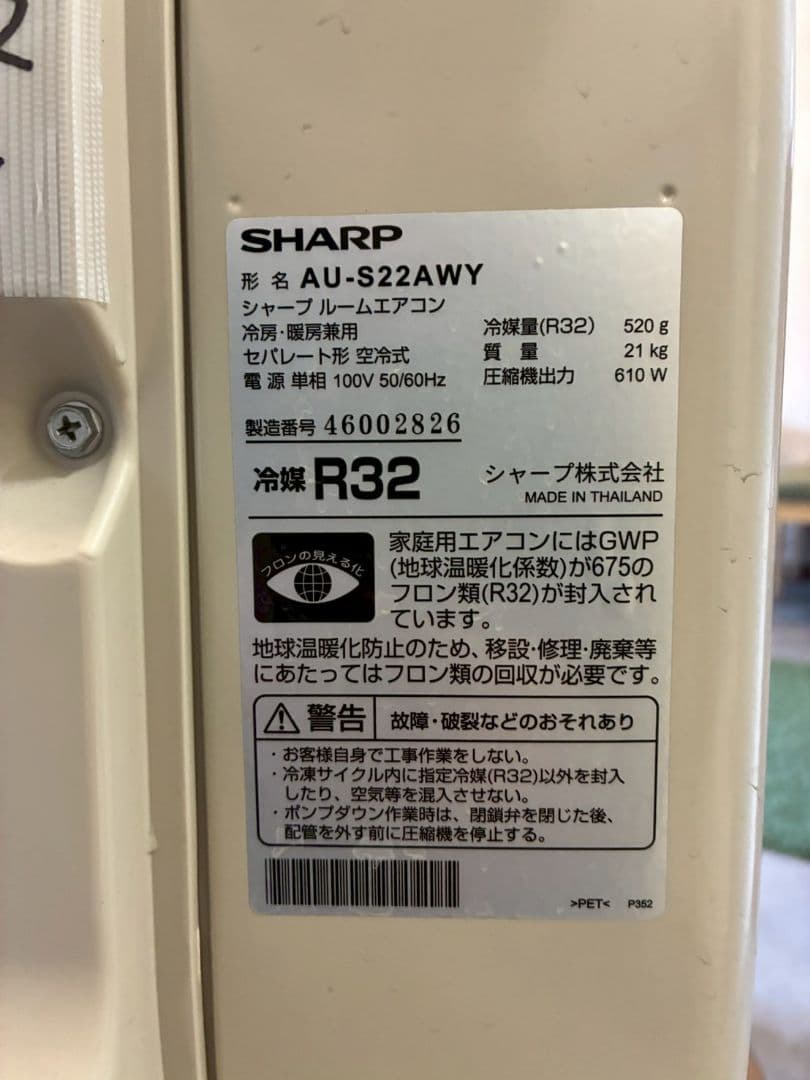 2
SHARP
形 名 AU-S22AWY
シャープ ルームエアコン
冷房・暖房兼用
セパレート形 空冷式
電 源 単相 100V 50/60Hz
冷媒量(R32) 520 g
質 量 21 kg
圧縮機出力 610 W
製造番号 46002826
冷媒 R32
シャープ株式会社
MADE IN THAILAND
フロンの見える化
家庭用エアコンにはGWP
(地球温暖化係数)が675の
フロン類(R32)が封入され
ています。
地球温暖化防止のため、移設・修理・廃棄等
にあたってはフロン類の回収が必要です。
警告 故障・破裂などのおそれあり
・お客様自身で工事作業をしない。
・冷凍サイクル内に指定冷媒(R32)以外を封入
したり、空気等を混入させない。
・ポンプダウン作業時は、閉鎖弁を閉じた後、
配管を外す前に圧縮機を停止する。
>PET< P352